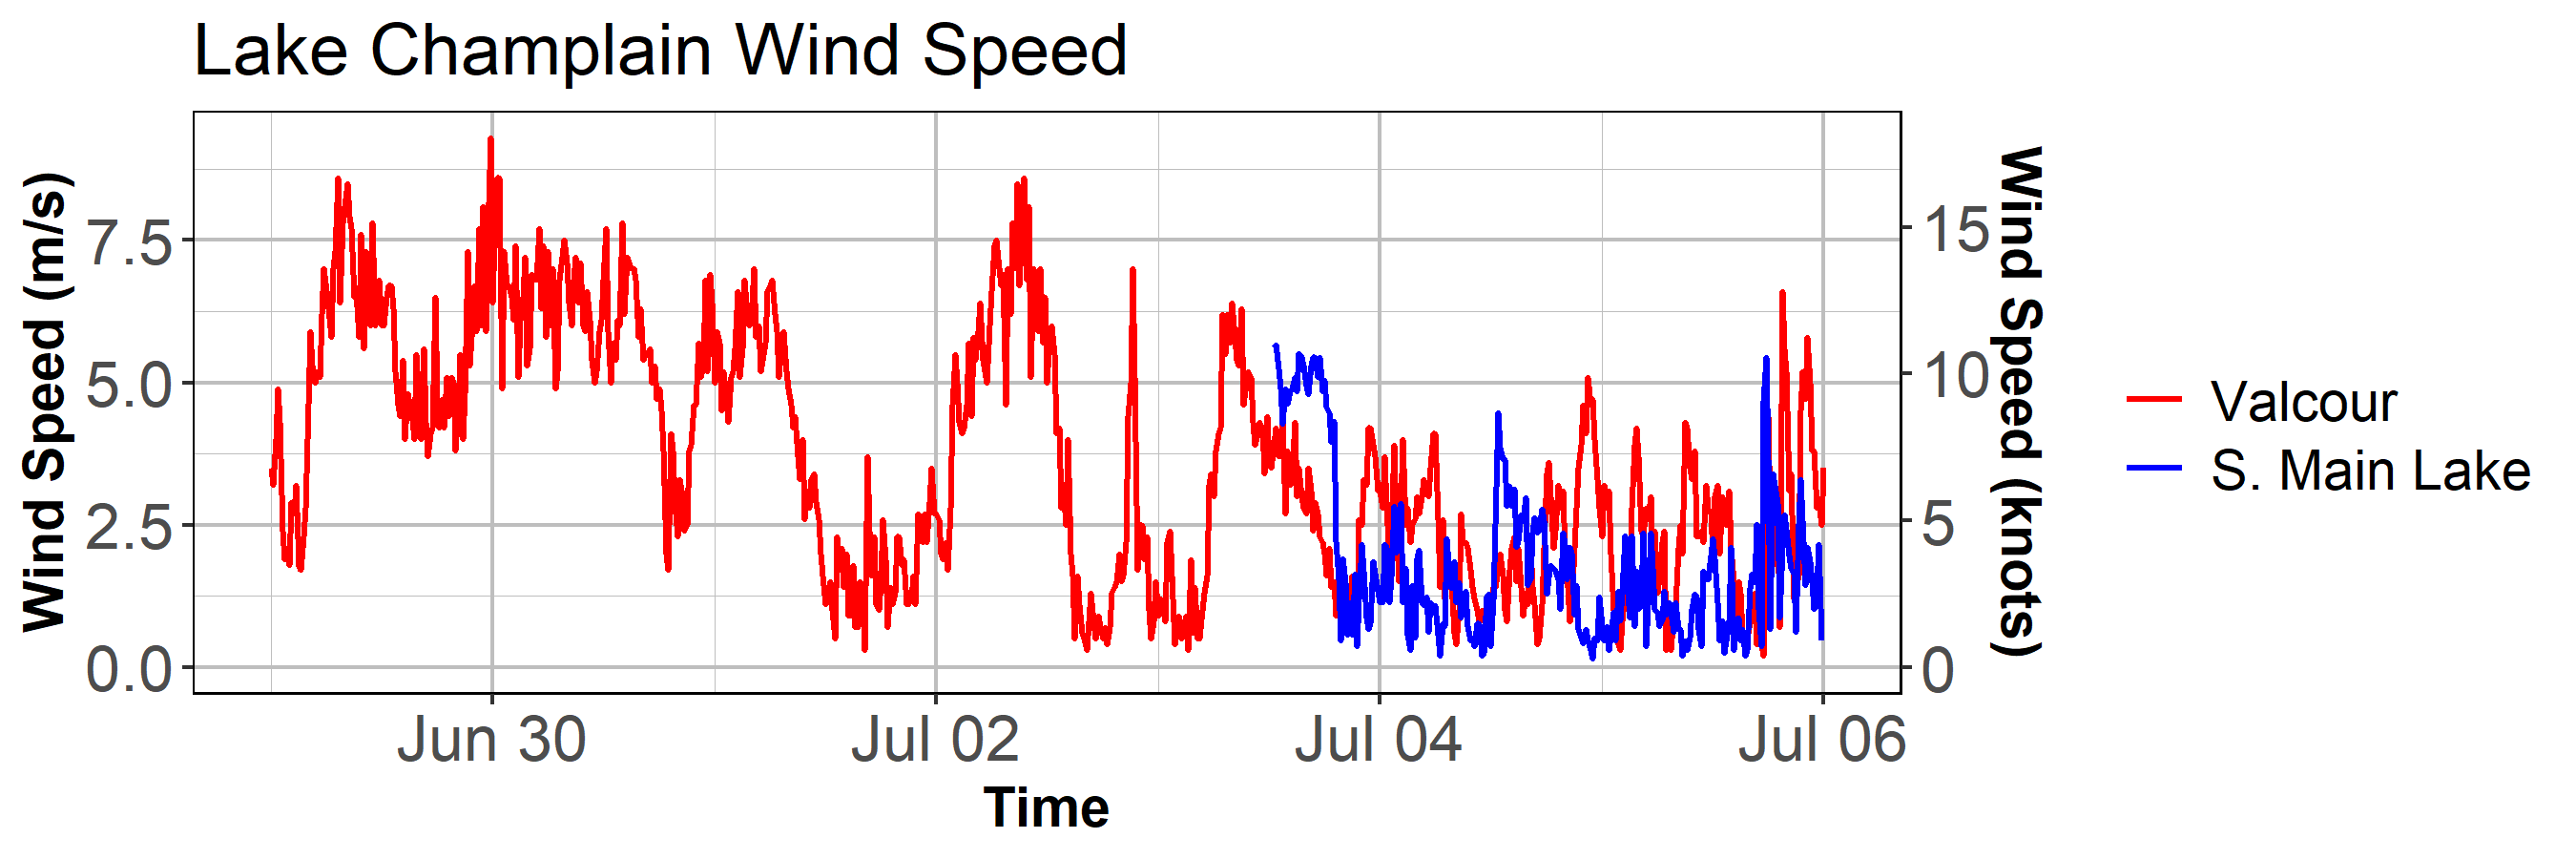 Lake Champlain Wind Speed
Wind Speed (m/s)
7.5
5.0
2.5
0.0
15
10
5
0
Wind Speed (knots)
Jun 30
Jul 02
Jul 04
Jul 06
Time
Valcour
S. Main Lake